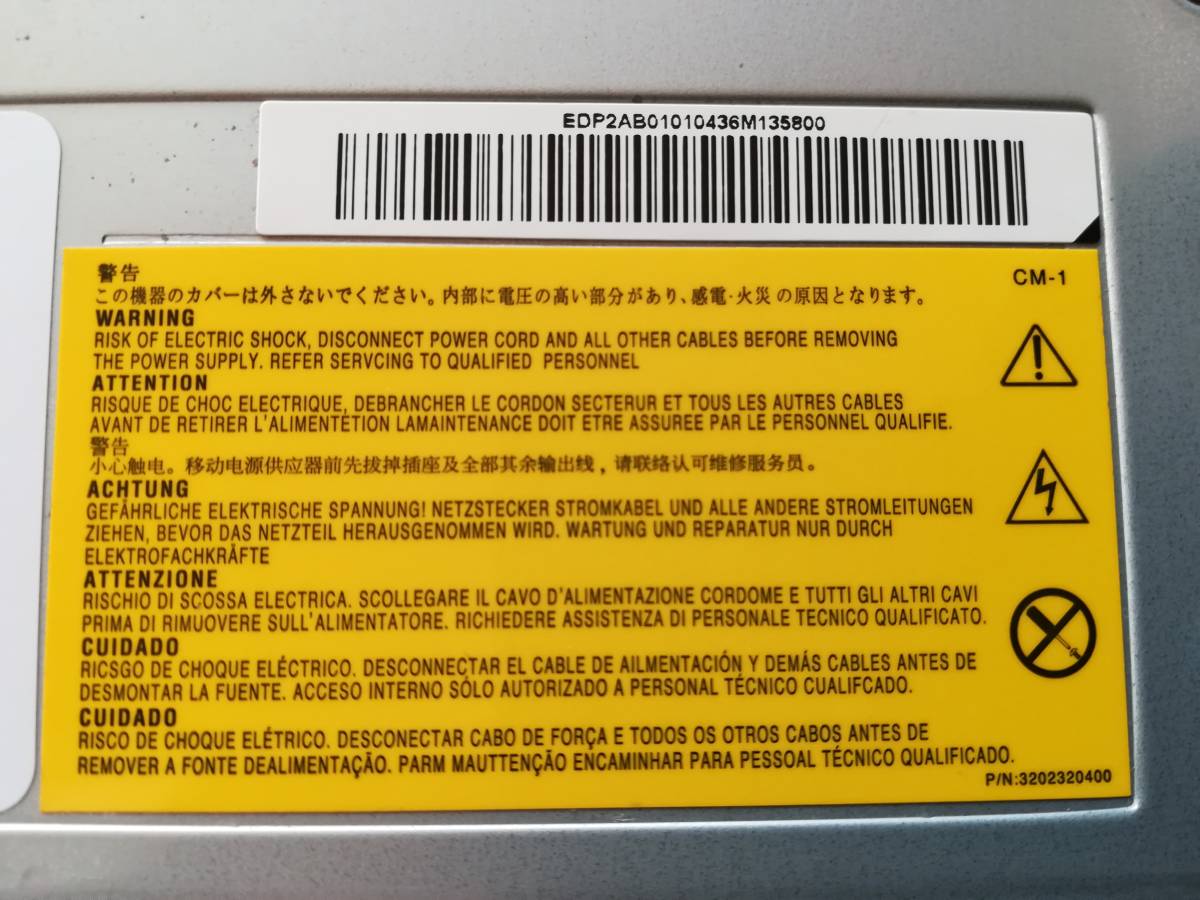 EDP2AB01010436M135800
警告
CM-1
この機器のカバーは外さないでください。内部に電圧の高い部分があり、感電·火災の原因となります。
WARNING
RISK OF ELECTRIC SHOCK, DISCONNECT POWER CORD AND ALL OTHER CABLES BEFORE REMOVING
THE POWER SUPPLY. REFER SERVCING TO QUALIFIED PERSONNEL
ATTENTION
RISQUE DE CHOC ELECTRIQUE, DEBRANCHER LE CORDON SECTERUR ET TOUS LES AUTRES CABLES
AVANT DE RETIRER L'ALIMENTETION LAMAINTENANCE DOIT ETRE ASSUREE PAR LE PERSONNEL QUALIFIE.
警告
小心触电。移动电源供应器前先拔掉插座及全部其余输出线，请联络认可维修服务员。
ACHTUNG
GEFÅHRLICHE ELEKTRISCHE SPANNUNG! NETZSTECKER STROMKABEL UND ALLE ANDERE STROMLEITUNGEN
ZIEHEN, BEVOR DAS NETZTEIL HERAUSGENOMMEN WIRD. WARTUNG UND REPARATUR NUR DURCH
ELEKTROFACHKRÅFTE
ATTENZIONE
RISCHIO DI SCOSSA ELECTRICA. SCOLLEGARE IL CAVO D'ALIMENTAZIONE CORDOME E TUTTI GLI ALTRI CAVI
PRIMA DI RIMUOVERE SULL'ALIMENTATORE. RICHIEDERE ASSISTENZA DI PERSONALE TECNICO QUALIFICATO.
CUIDADO
RICSGO DE CHOQUE ELÉCTRICO. DESCONNECTAR EL CABLE DE AILMENTACIÓN Y DEMÁS CABLES ANTES DE
DESMONTAR LA FUENTE. ACCESO INTERNO SÓLO AUTORIZADO A PERSONAL TÉCNICO CUALIFCADO.
CUIDADO
RISCO DE CHOQUE ELÉTRICO. DESCONECTAR CABO DE FORÇA E TODOS OS OTROS CABOS ANTES DE
REMOVER A FONTE DEALIMENTAÇÃO. PARM MAUTTENÇÃO ENCAMINHAR PARA PESSOAL TÉCNICO QUALIFICADO.
P/N:3202320400